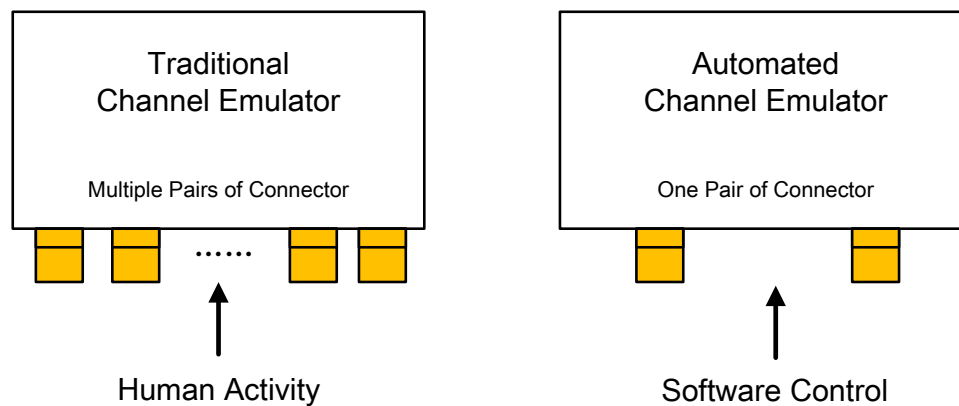 Traditional
Channel Emulator
Multiple Pairs of Connector
......
Human Activity
Automated
Channel Emulator
One Pair of Connector
Software Control